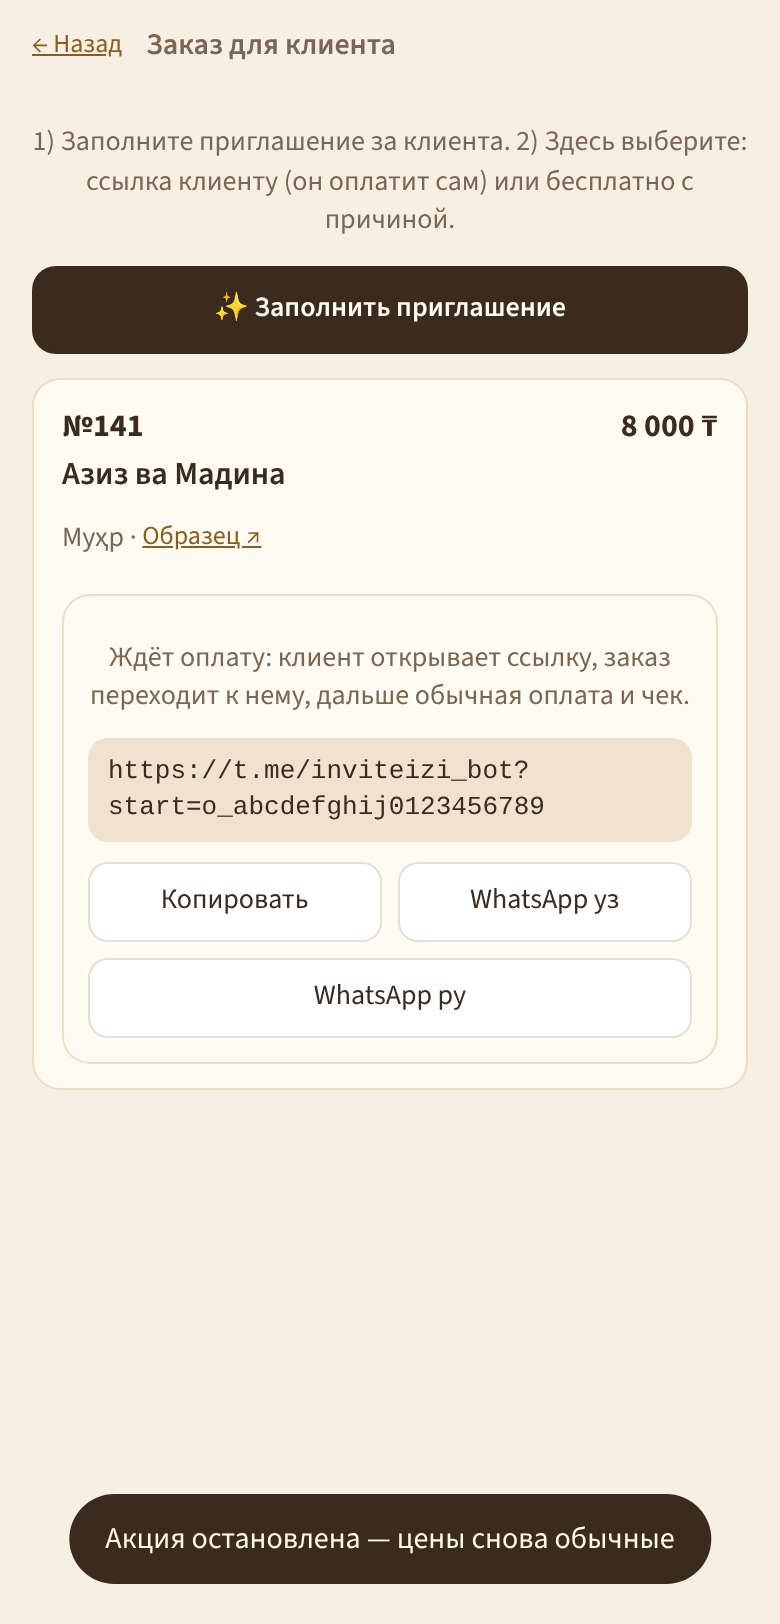 ← Назад Заказ для клиента
1) Заполните приглашение за клиента. 2) Здесь выберите:
ссылка клиенту (он оплатит сам) или бесплатно с
причиной.
✨ Заполнить приглашение
№141 8 000 ₸
Азиз ва Мадина
Муҳр · Образец ↗
Ждёт оплату: клиент открывает ссылку, заказ
переходит к нему, дальше обычная оплата и чек.
https://t.me/inviteizi_bot?
start=o_abcdefghij0123456789
Копировать WhatsApp уз
WhatsApp ру
Акция остановлена — цены снова обычные